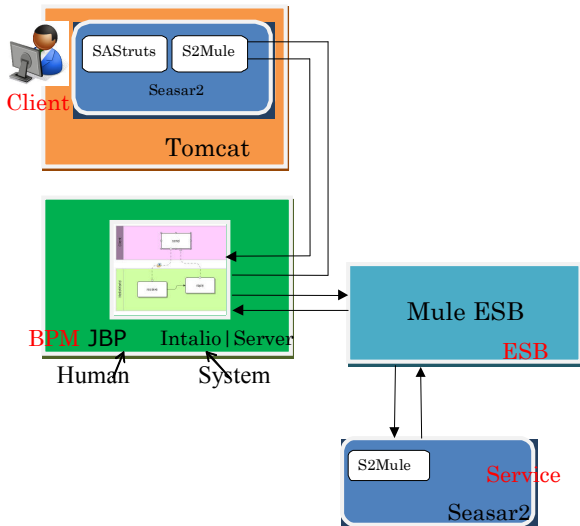 SAStruts
S2Mule
Seasar2
Client
Tomcat
BPM
JBP
Intalio|Server
Human
System
Mule ESB
ESB
S2Mule
Service
Seasar2